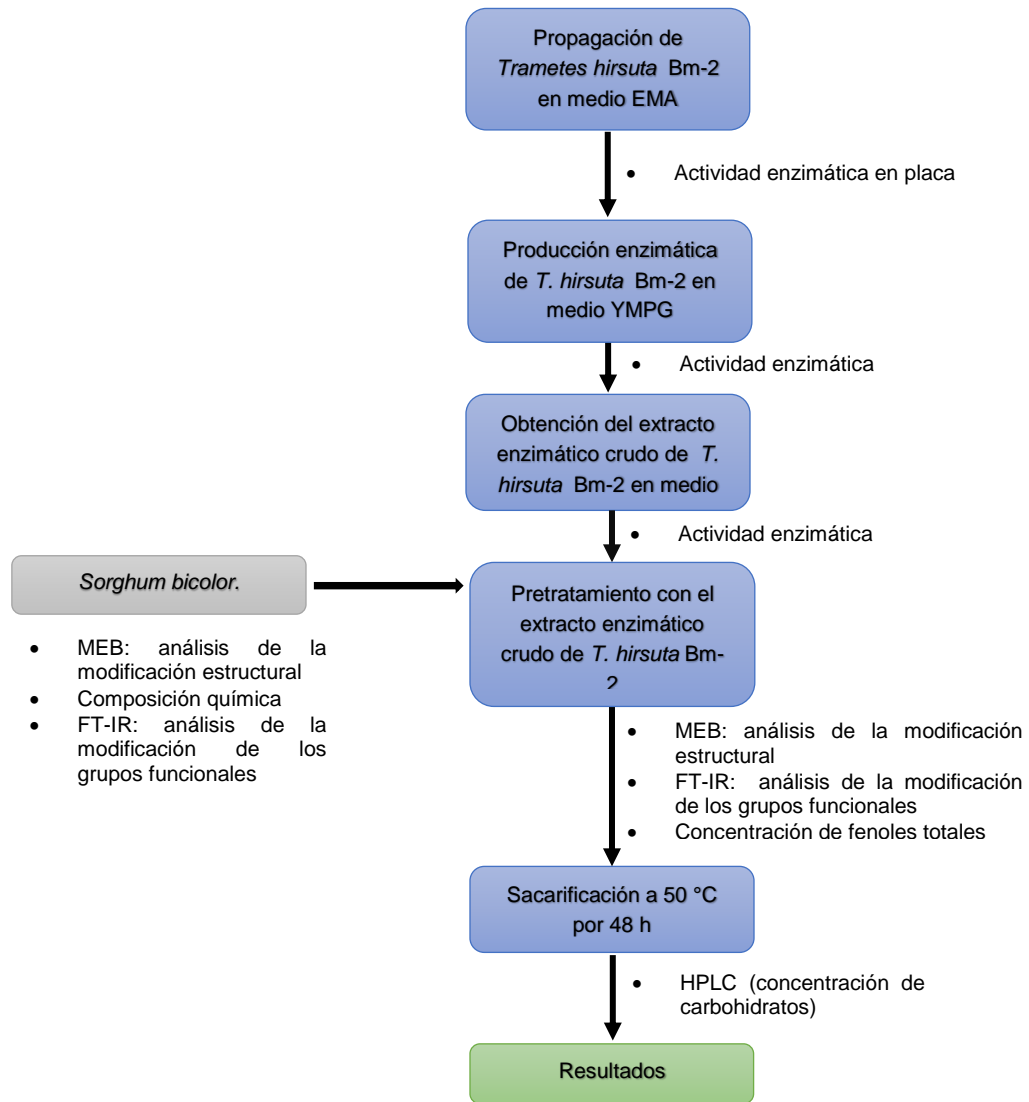 Propagación de
Trametes hirsuta Bm-2
en medio EMA
• Actividad enzimática en placa
Producción enzimática
de T. hirsuta Bm-2 en
medio YMPG
• Actividad enzimática
Obtención del extracto
enzimático crudo de T.
hirsuta Bm-2 en medio
• Actividad enzimática
Sorghum bicolor.
• MEB: análisis de la
modificación estructural
• Composición química
• FT-IR: análisis de la
modificación de los
grupos funcionales
Pretratamiento con el
extracto enzimático
crudo de T. hirsuta Bm-
2
• MEB: análisis de la modificación
estructural
• FT-IR: análisis de la modificación
de los grupos funcionales
• Concentración de fenoles totales
Sacarificación a 50 °C
por 48 h
• HPLC (concentración de
carbohidratos)
Resultados